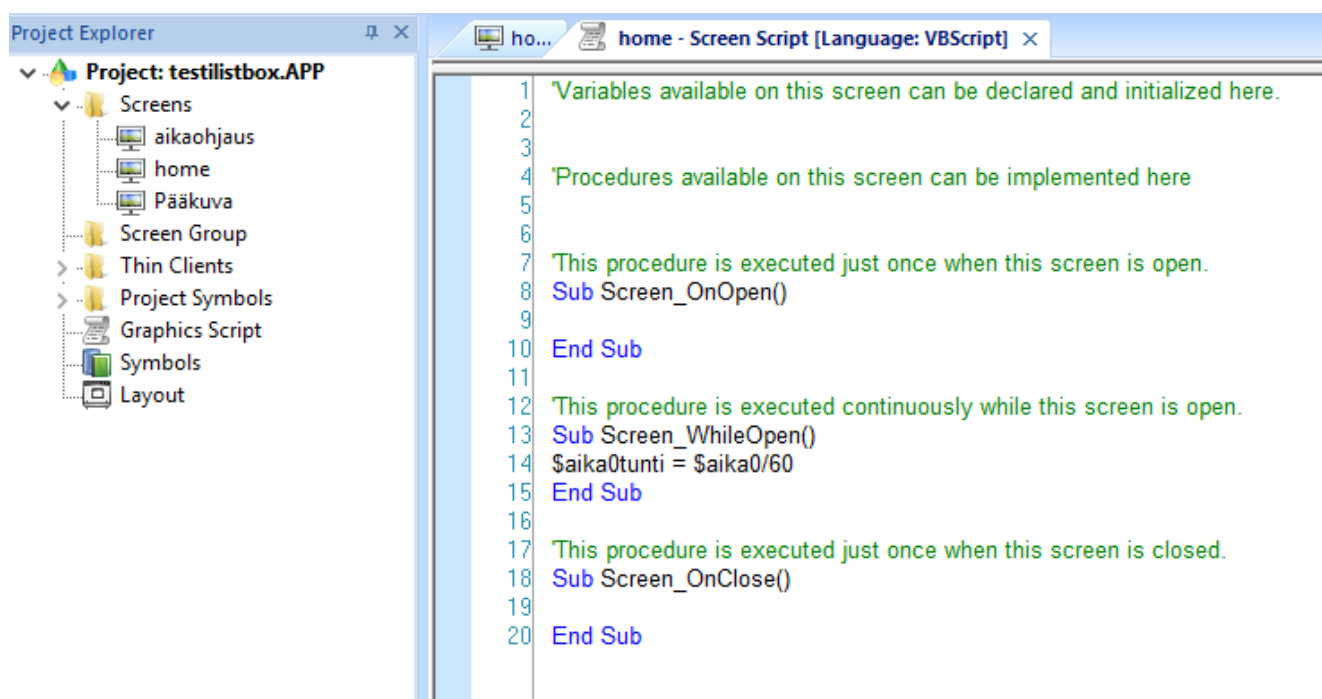 Project Explorer
Project: testilistbox.APP
Screens
aikaohjaus
home
Pääkuva
Screen Group
Thin Clients
Project Symbols
Graphics Script
Symbols
Layout
ho... home - Screen Script [Language: VBScript]
1 'Variables available on this screen can be declared and initialized here.
2
3
4 'Procedures available on this screen can be implemented here
5
6
7 'This procedure is executed just once when this screen is open.
8 Sub Screen_OnOpen()
9
10 End Sub
11
12 'This procedure is executed continuously while this screen is open.
13 Sub Screen_WhileOpen()
14 $aika0tunti = $aika0/60
15 End Sub
16
17 'This procedure is executed just once when this screen is closed.
18 Sub Screen_OnClose()
19
20 End Sub